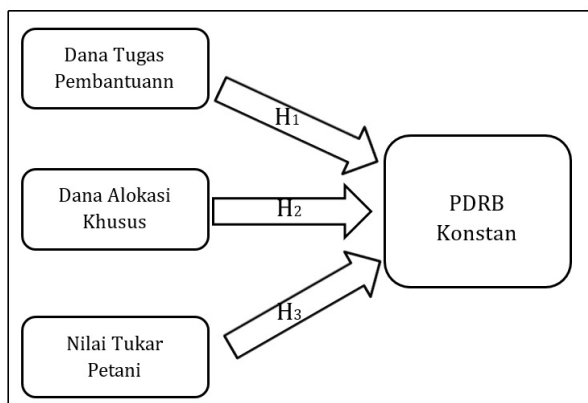 Dana Tugas
Pembantuann
H1
Dana Alokasi
Khusus
H2
PDRB
Konstan
H3
Nilai Tukar
Petani